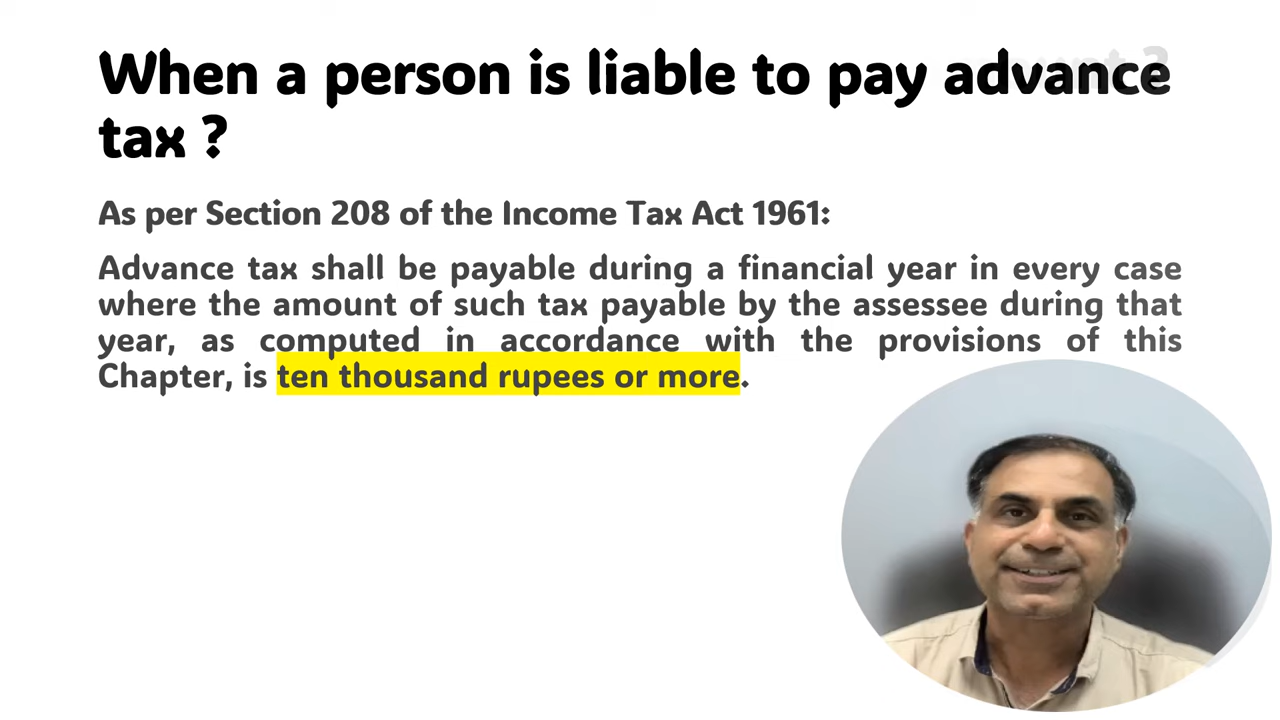 When a person is liable to pay advance
tax ?
As per Section 208 of the Income Tax Act 1961:
Advance tax shall be payable during a financial year in every case
where the amount of such tax payable by the assessee during that
year, as computed in accordance with the provisions of this
Chapter, is ten thousand rupees or more.